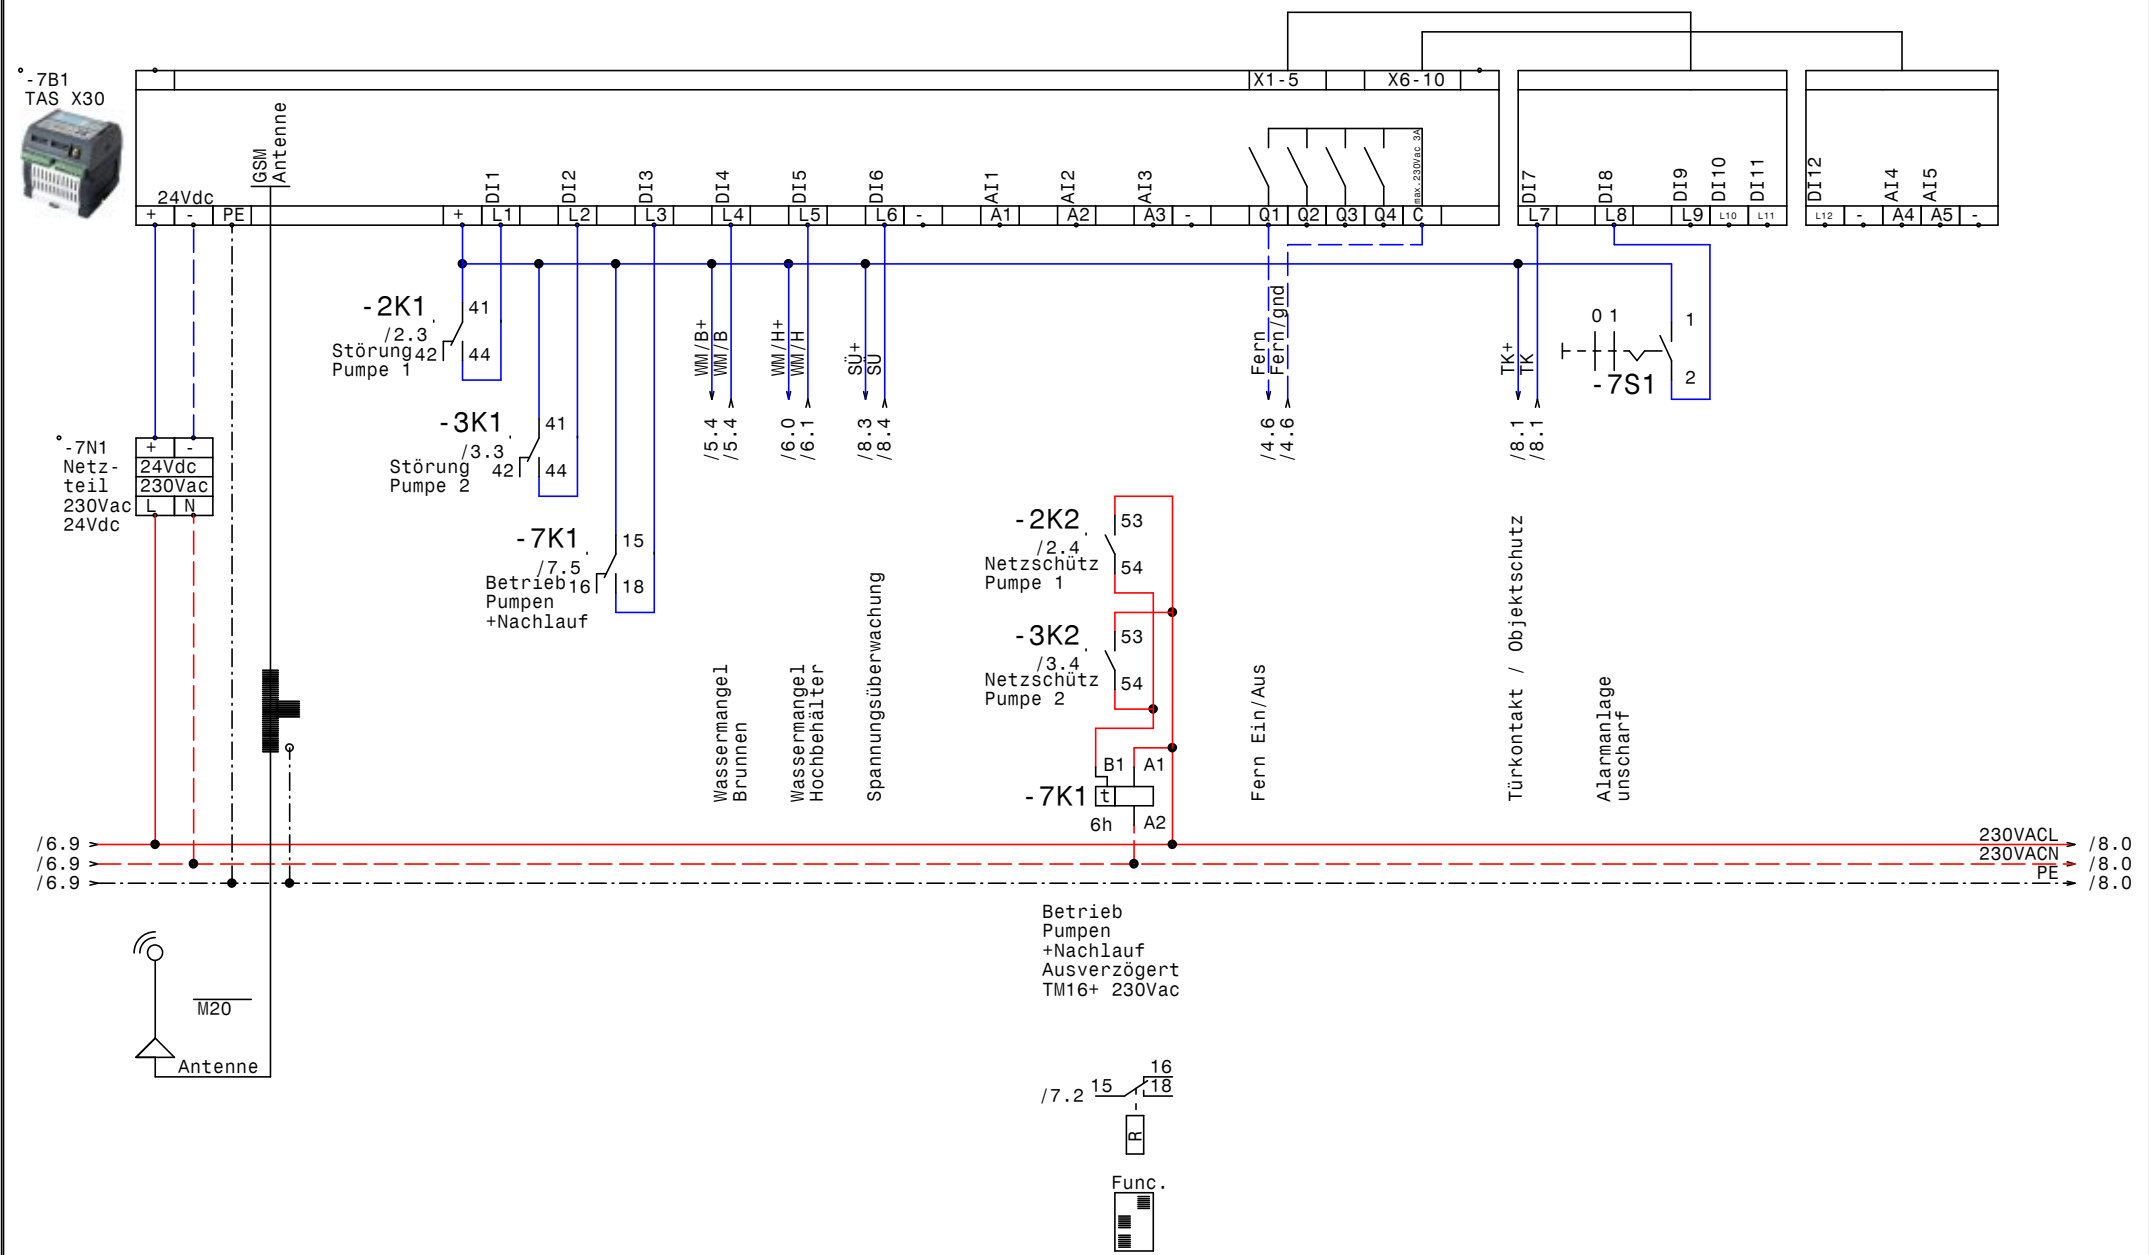 -7B1
TAS X30
X1-5
X6-10
GSM
Antenne
24Vdc
DI1
DI2
DI3
DI4
DI5
DI6
AI1
AI2
AI3
max.230Vac 3A
DI7
DI8
DI9
DI10
DI11
DI12
AI4
AI5
+
-
PE
+
L1
L2
L3
L4
L5
L6
-
A1
A2
A3
-
Q1
Q2
Q3
Q4
C
L7
L8
L9
L10
L11
L12
-
A4
A5
-
-2K1
/2.3
Störung
Pumpe 1
41
42
44
-3K1
/3.3
Störung
Pumpe 2
41
42
44
-7K1
/7.5
Betrieb
Pumpen
+Nachlauf
15
16
18
WM/B+
WM/B
/5.4
/5.4
WM/H+
WM/H
/6.0
/6.1
SÜ+
SÜ
/8.3
/8.4
Fern
Fern/gnd
/4.6
/4.6
TK+
TK
/8.1
/8.1
0 1
1
2
-7S1
-7N1
Netz-
teil
230Vac
24Vdc
+
-
24Vdc
230Vac
L
N
-2K2
/2.4
Netzschütz
Pumpe 1
53
54
-3K2
/3.4
Netzschütz
Pumpe 2
53
54
Wassermangel
Brunnen
Wassermangel
Hochbehälter
Spannungsüberwachung
B1
A1
-7K1
t
6h
A2
Fern Ein/Aus
Türkontakt / Objektschutz
Alarmanlage
unscharf
/6.9
/6.9
/6.9
230VACL
/8.0
230VACN
/8.0
PE
/8.0
Betrieb
Pumpen
+Nachlauf
Ausverzögert
TM16+ 230Vac
M20
Antenne
/7.2
15
16
18
R
Func.